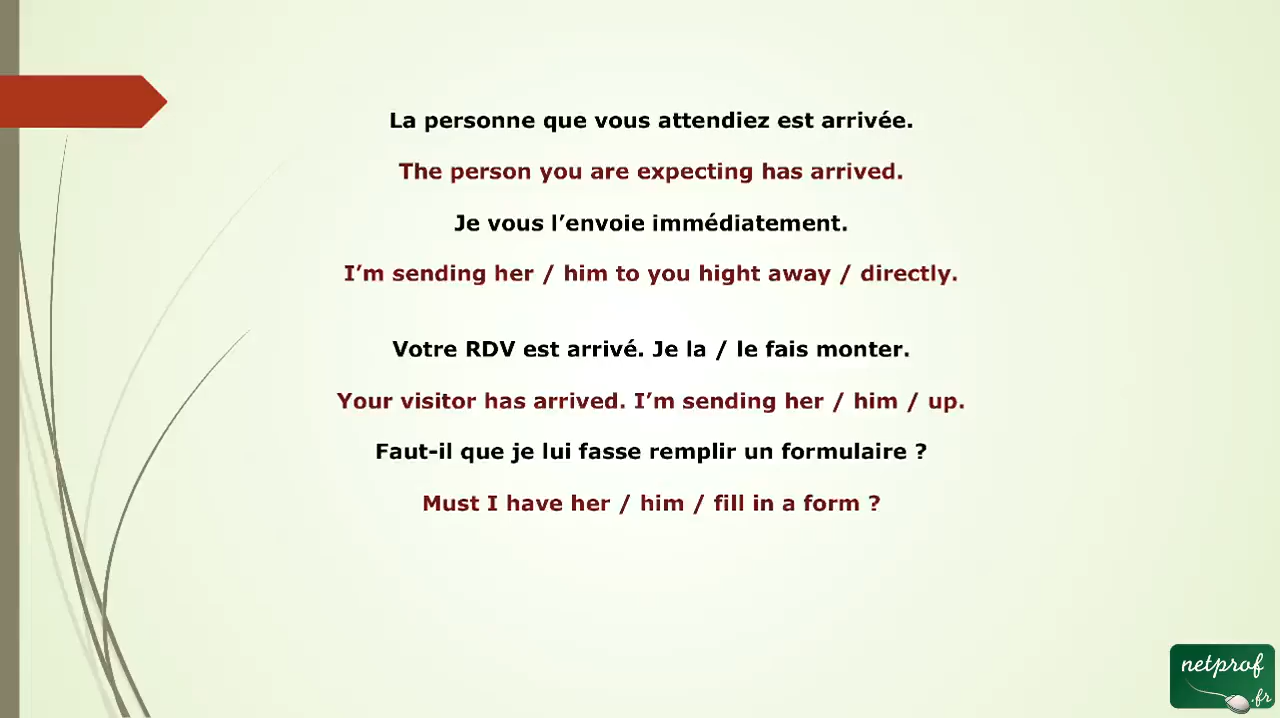 La personne que vous attendiez est arrivée.
The person you are expecting has arrived.
Je vous l’envoie immédiatement.
I’m sending her / him to you hight away / directly.
Votre RDV est arrivé. Je la / le fais monter.
Your visitor has arrived. I’m sending her / him / up.
Faut-il que je lui fasse remplir un formulaire ?
Must I have her / him / fill in a form ?
netprof
.fr